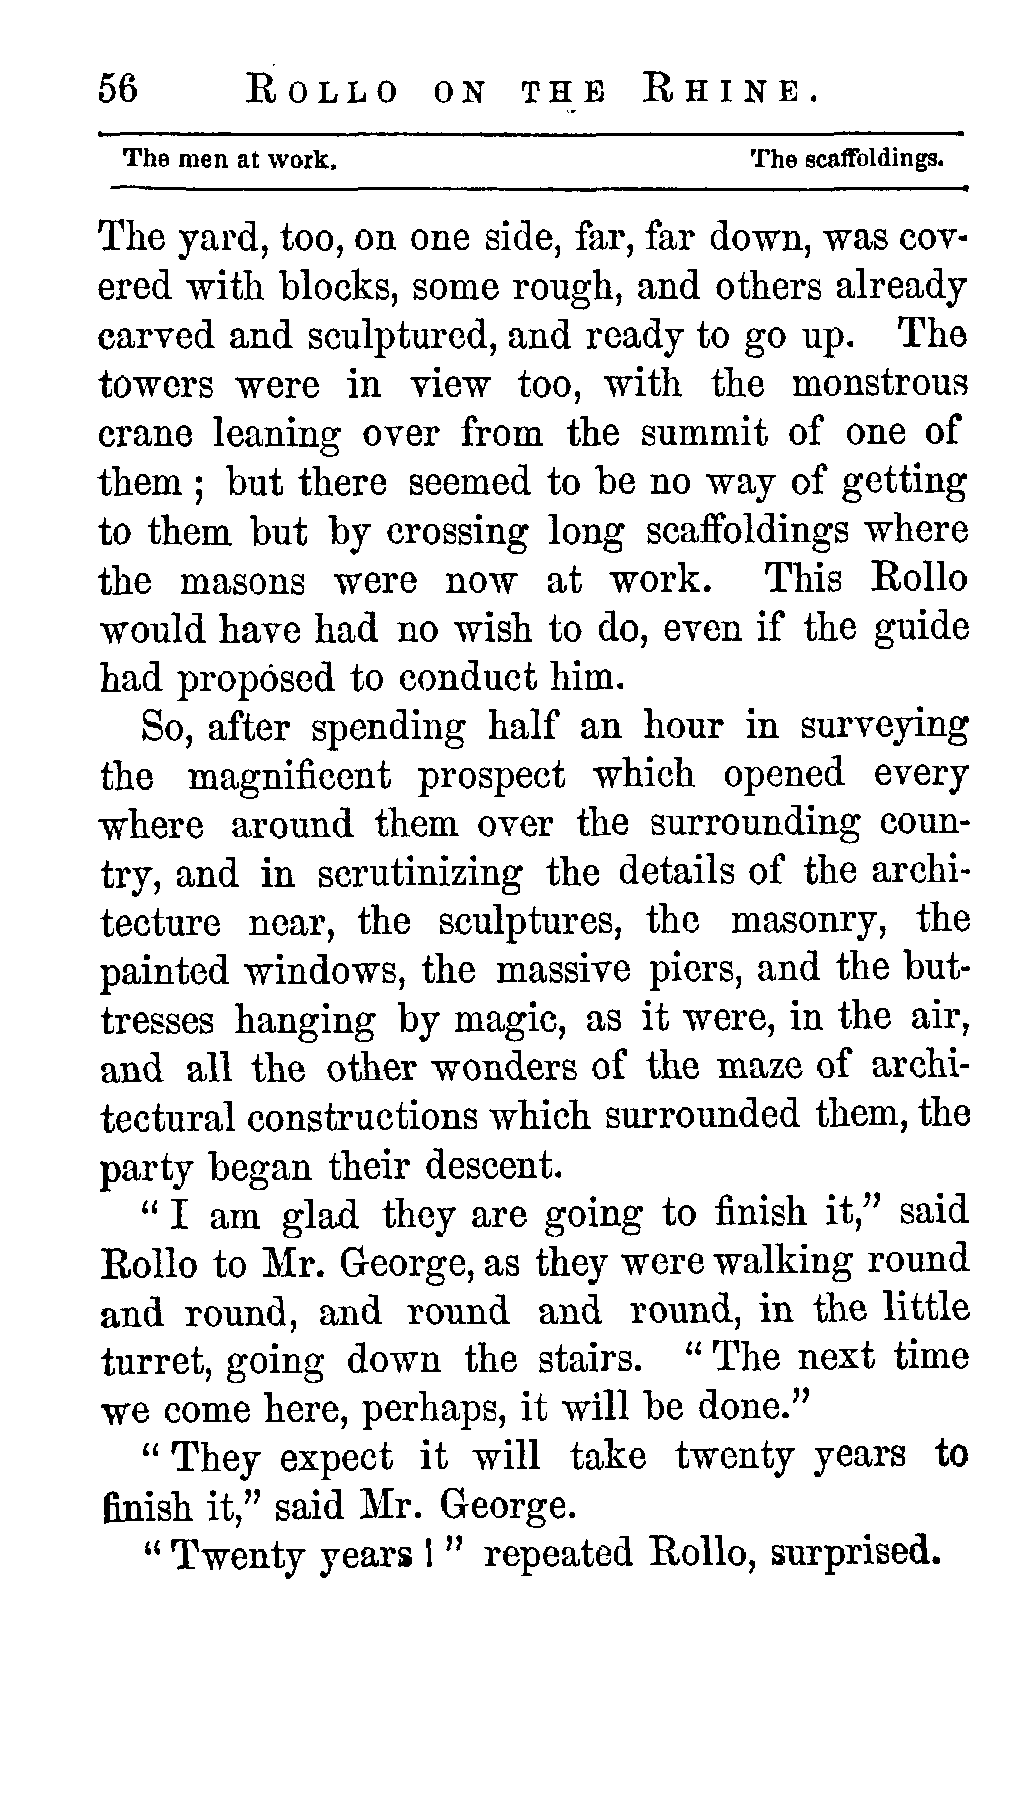 56 ROLLO ON THE RHINE.
The men at work. The scaffoldings.
The yard, too, on one side, far, far down, was cov-
ered with blocks, some rough, and others already
carved and sculptured, and ready to go up. The
towers were in view too, with the monstrous
crane leaning over from the summit of one of
them ; but there seemed to be no way of getting
to them but by crossing long scaffoldings where
the masons were now at work. This Rollo
would have had no wish to do, even if the guide
had proposed to conduct him.
So, after spending half an hour in surveying
the magnificent prospect which opened every
where around them over the surrounding coun-
try, and in scrutinizing the details of the archi-
tecture near, the sculptures, the masonry, the
painted windows, the massive piers, and the but-
tresses hanging by magic, as it were, in the air,
and all the other wonders of the maze of archi-
tectural constructions which surrounded them, the
party began their descent.
“ I am glad they are going to finish it,” said
Rollo to Mr. George, as they were walking round
and round, and round and round, in the little
turret, going down the stairs. “ The next time
we come here, perhaps, it will be done.”
“ They expect it will take twenty years to
finish it,” said Mr. George.
“ Twenty years ! ” repeated Rollo, surprised.